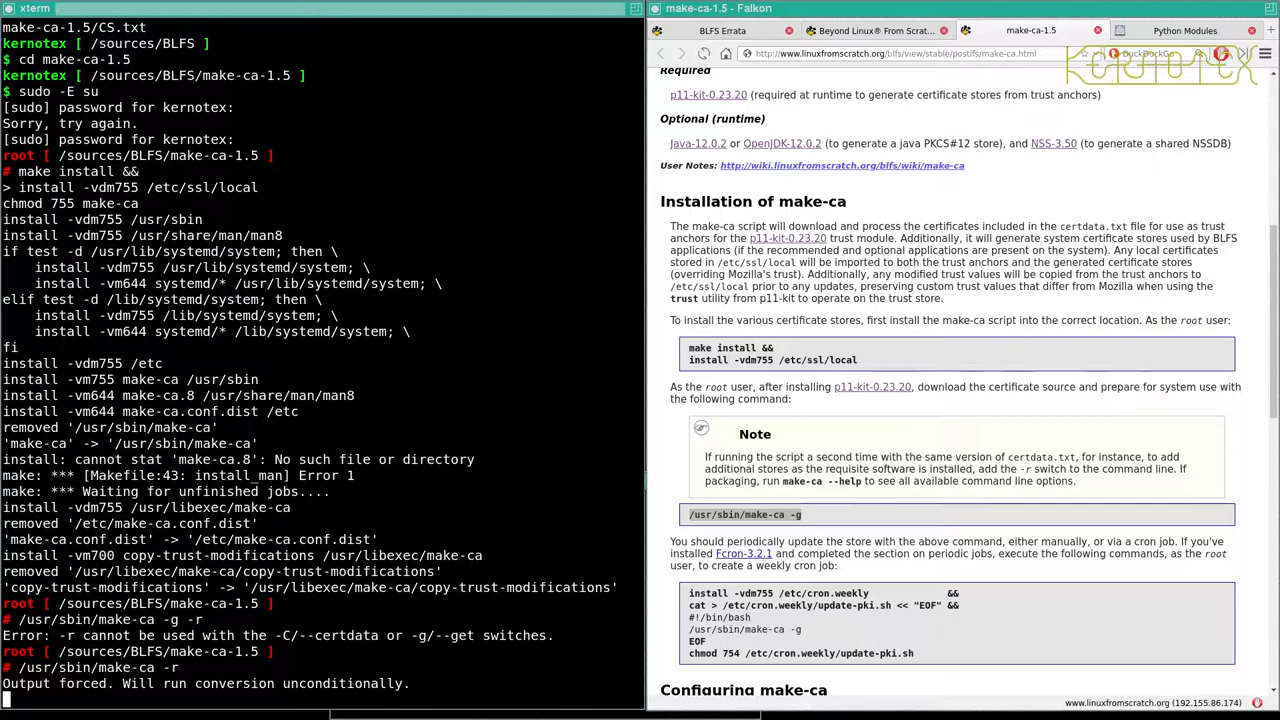 xterm
make-ca-1.5/CS.txt
kernotex [ /sources/BLFS ]
$ cd make-ca-1.5
kernotex [ /sources/BLFS/make-ca-1.5 ]
$ sudo -E su
[sudo] password for kernotex:
Sorry, try again.
[sudo] password for kernotex:
root [ /sources/BLFS/make-ca-1.5 ]
# make install &&
> install -vdm755 /etc/ssl/local
chmod 755 make-ca
install -vdm755 /usr/sbin
install -vdm755 /usr/share/man/man8
if test -d /usr/lib/systemd/system; then \
    install -vdm755 /usr/lib/systemd/system; \
    install -vm644 systemd/* /usr/lib/systemd/system; \
elif test -d /lib/systemd/system; then \
    install -vdm755 /lib/systemd/system; \
    install -vm644 systemd/* /lib/systemd/system; \
fi
install -vdm755 /etc
install -vm755 make-ca /usr/sbin
install -vm644 make-ca.8 /usr/share/man/man8
install -vm644 make-ca.conf.dist /etc
removed '/usr/sbin/make-ca'
'make-ca' -> '/usr/sbin/make-ca'
install: cannot stat 'make-ca.8': No such file or directory
make: *** [Makefile:43: install_man] Error 1
make: *** Waiting for unfinished jobs....
install -vdm755 /usr/libexec/make-ca
removed '/etc/make-ca.conf.dist'
'make-ca.conf.dist' -> '/etc/make-ca.conf.dist'
install -vm700 copy-trust-modifications /usr/libexec/make-ca
removed '/usr/libexec/make-ca/copy-trust-modifications'
'copy-trust-modifications' -> '/usr/libexec/make-ca/copy-trust-modifications'
root [ /sources/BLFS/make-ca-1.5 ]
# /usr/sbin/make-ca -g -r
Error: -r cannot be used with the -C/--certdata or -g/--get switches.
root [ /sources/BLFS/make-ca-1.5 ]
# /usr/sbin/make-ca -r
Output forced. Will run conversion unconditionally.
make-ca-1.5 - Falkon
BLFS Errata
Beyond Linux® From Scrat...
make-ca-1.5
Python Modules
http://www.linuxfromscratch.org/blfs/view/stable/postlfs/make-ca.html
DuckDuckGo
KERNOTEX
Required
p11-kit-0.23.20 (required at runtime to generate certificate stores from trust anchors)
Optional (runtime)
Java-12.0.2 or OpenJDK-12.0.2 (to generate a java PKCS#12 store), and NSS-3.50 (to generate a shared NSSDB)
User Notes: http://wiki.linuxfromscratch.org/blfs/wiki/make-ca
Installation of make-ca
The make-ca script will download and process the certificates included in the certdata.txt file for use as trust
anchors for the p11-kit-0.23.20 trust module. Additionally, it will generate system certificate stores used by BLFS
applications (if the recommended and optional applications are present on the system). Any local certificates
stored in /etc/ssl/local will be imported to both the trust anchors and the generated certificate stores
(overriding Mozilla's trust). Additionally, any modified trust values will be copied from the trust anchors to
/etc/ssl/local prior to any updates, preserving custom trust values that differ from Mozilla when using the
trust utility from p11-kit to operate on the trust store.
To install the various certificate stores, first install the make-ca script into the correct location. As the root user:
make install &&
install -vdm755 /etc/ssl/local
As the root user, after installing p11-kit-0.23.20, download the certificate source and prepare for system use with
the following command:
Note
If running the script a second time with the same version of certdata.txt, for instance, to add
additional stores as the requisite software is installed, add the -r switch to the command line. If
packaging, run make-ca --help to see all available command line options.
/usr/sbin/make-ca -g
You should periodically update the store with the above command, either manually, or via a cron job. If you've
installed Fcron-3.2.1 and completed the section on periodic jobs, execute the following commands, as the root
user, to create a weekly cron job:
install -vdm755 /etc/cron.weekly &&
cat > /etc/cron.weekly/update-pki.sh << "EOF" &&
#!/bin/bash
/usr/sbin/make-ca -g
EOF
chmod 754 /etc/cron.weekly/update-pki.sh
Configuring make-ca
www.linuxfromscratch.org (192.155.86.174)